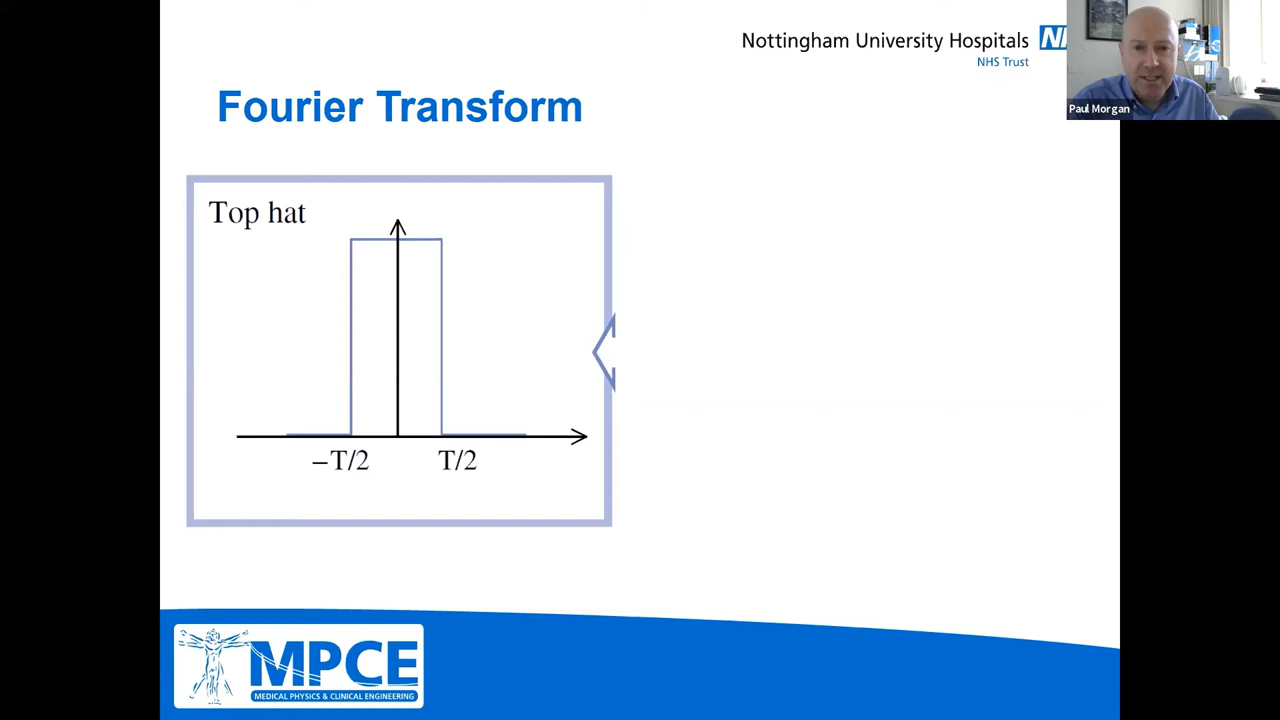 Nottingham University Hospitals
NHS Trust
Paul Morgan
Fourier Transform
Top hat
–T/2
T/2
MPCE
MEDICAL PHYSICS & CLINICAL ENGINEERING